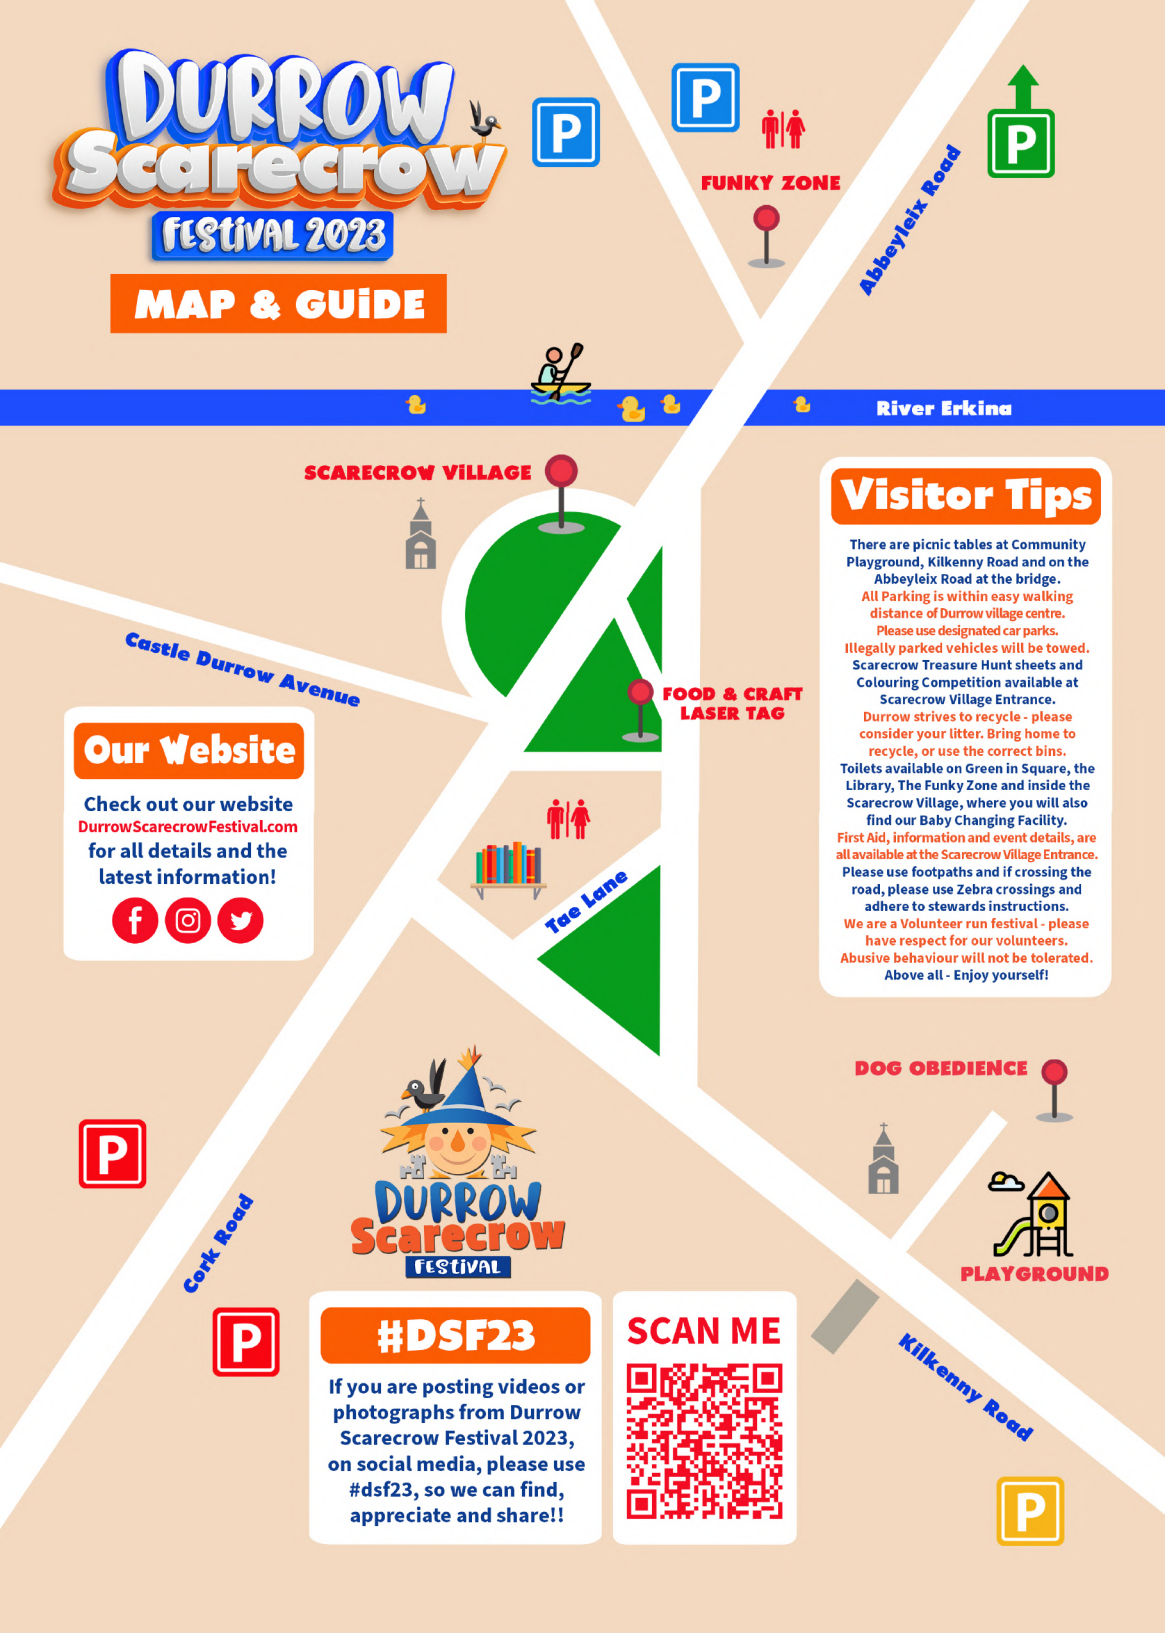 DURROW
Scarecrow
FESTiVAL 2023
MAP & GUiDE
P
P
P
FUNKY ZONE
Abbeyleix Road
River Erkina
SCARECROW ViLLAGE
Castle Durrow Avenue
FOOD & CRAFT
LASER TAG
Visitor Tips
There are picnic tables at Community
Playground, Kilkenny Road and on the
Abbeyleix Road at the bridge.
All Parking is within easy walking
distance of Durrow village centre.
Please use designated car parks.
Illegally parked vehicles will be towed.
Scarecrow Treasure Hunt sheets and
Colouring Competition available at
Scarecrow Village Entrance.
Durrow strives to recycle - please
consider your litter. Bring home to
recycle, or use the correct bins.
Toilets available on Green in Square, the
Library, The Funky Zone and inside the
Scarecrow Village, where you will also
find our Baby Changing Facility.
First Aid, information and event details, are
all available at the Scarecrow Village Entrance.
Please use footpaths and if crossing the
road, please use Zebra crossings and
adhere to stewards instructions.
We are a Volunteer run festival - please
have respect for our volunteers.
Abusive behaviour will not be tolerated.
Above all - Enjoy yourself!
Our Website
Check out our website
DurrowScarecrowFestival.com
for all details and the
latest information!
Tae Lane
DOG OBEDIENCE
PLAYGROUND
P
Cork Road
P
DURROW
Scarecrow
FESTiVAL
#DSF23
If you are posting videos or
photographs from Durrow
Scarecrow Festival 2023,
on social media, please use
#dsf23, so we can find,
appreciate and share!!
SCAN ME
Kilkenny Road
P